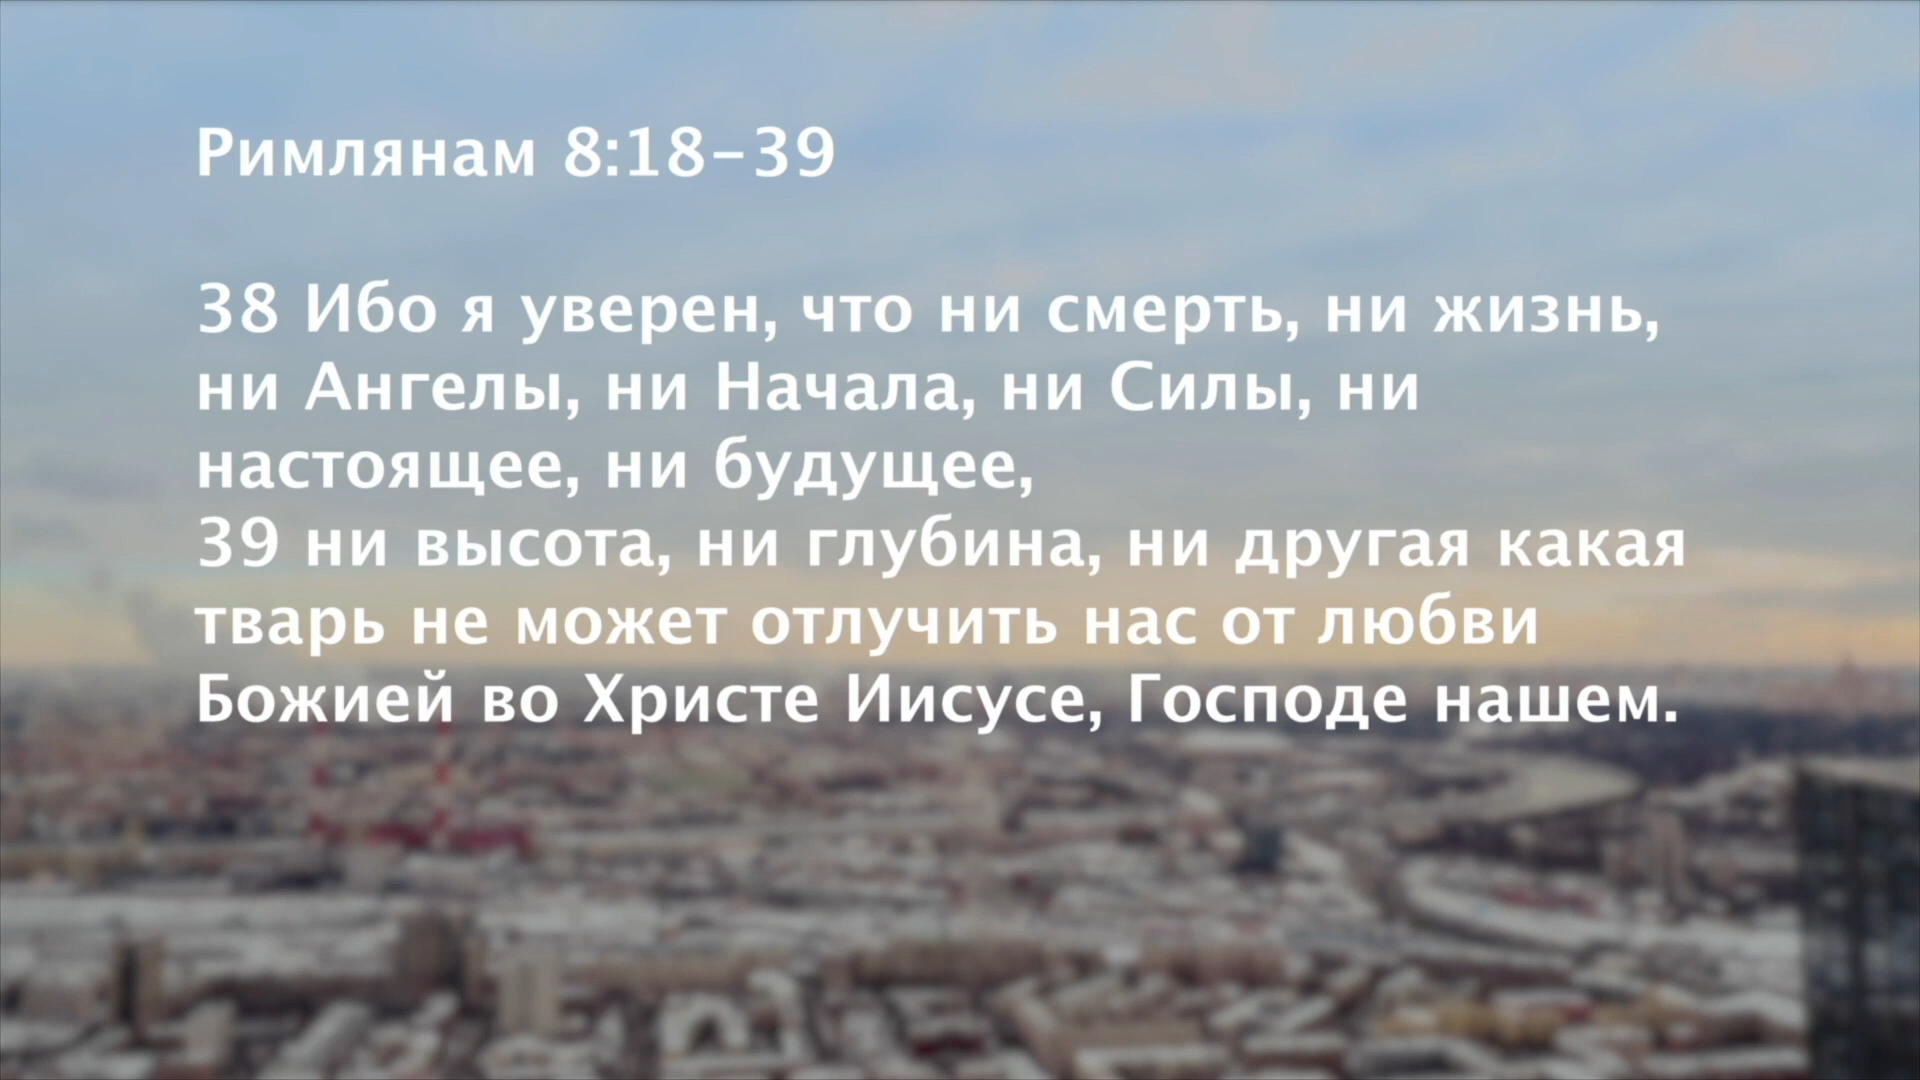 Римлянам 8:18-39
38 Ибо я уверен, что ни смерть, ни жизнь,
ни Ангелы, ни Начала, ни Силы, ни
настоящее, ни будущее,
39 ни высота, ни глубина, ни другая какая
тварь не может отлучить нас от любви
Божией во Христе Иисусе, Господе нашем.